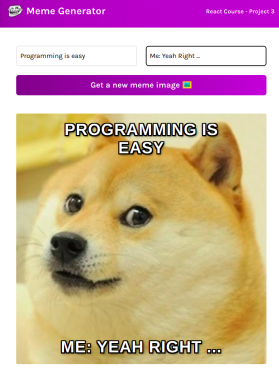 Meme Generator
React Course - Project 3
Programming is easy
Me: Yeah Right ...
Get a new meme image
PROGRAMMING IS
EASY
ME: YEAH RIGHT ...